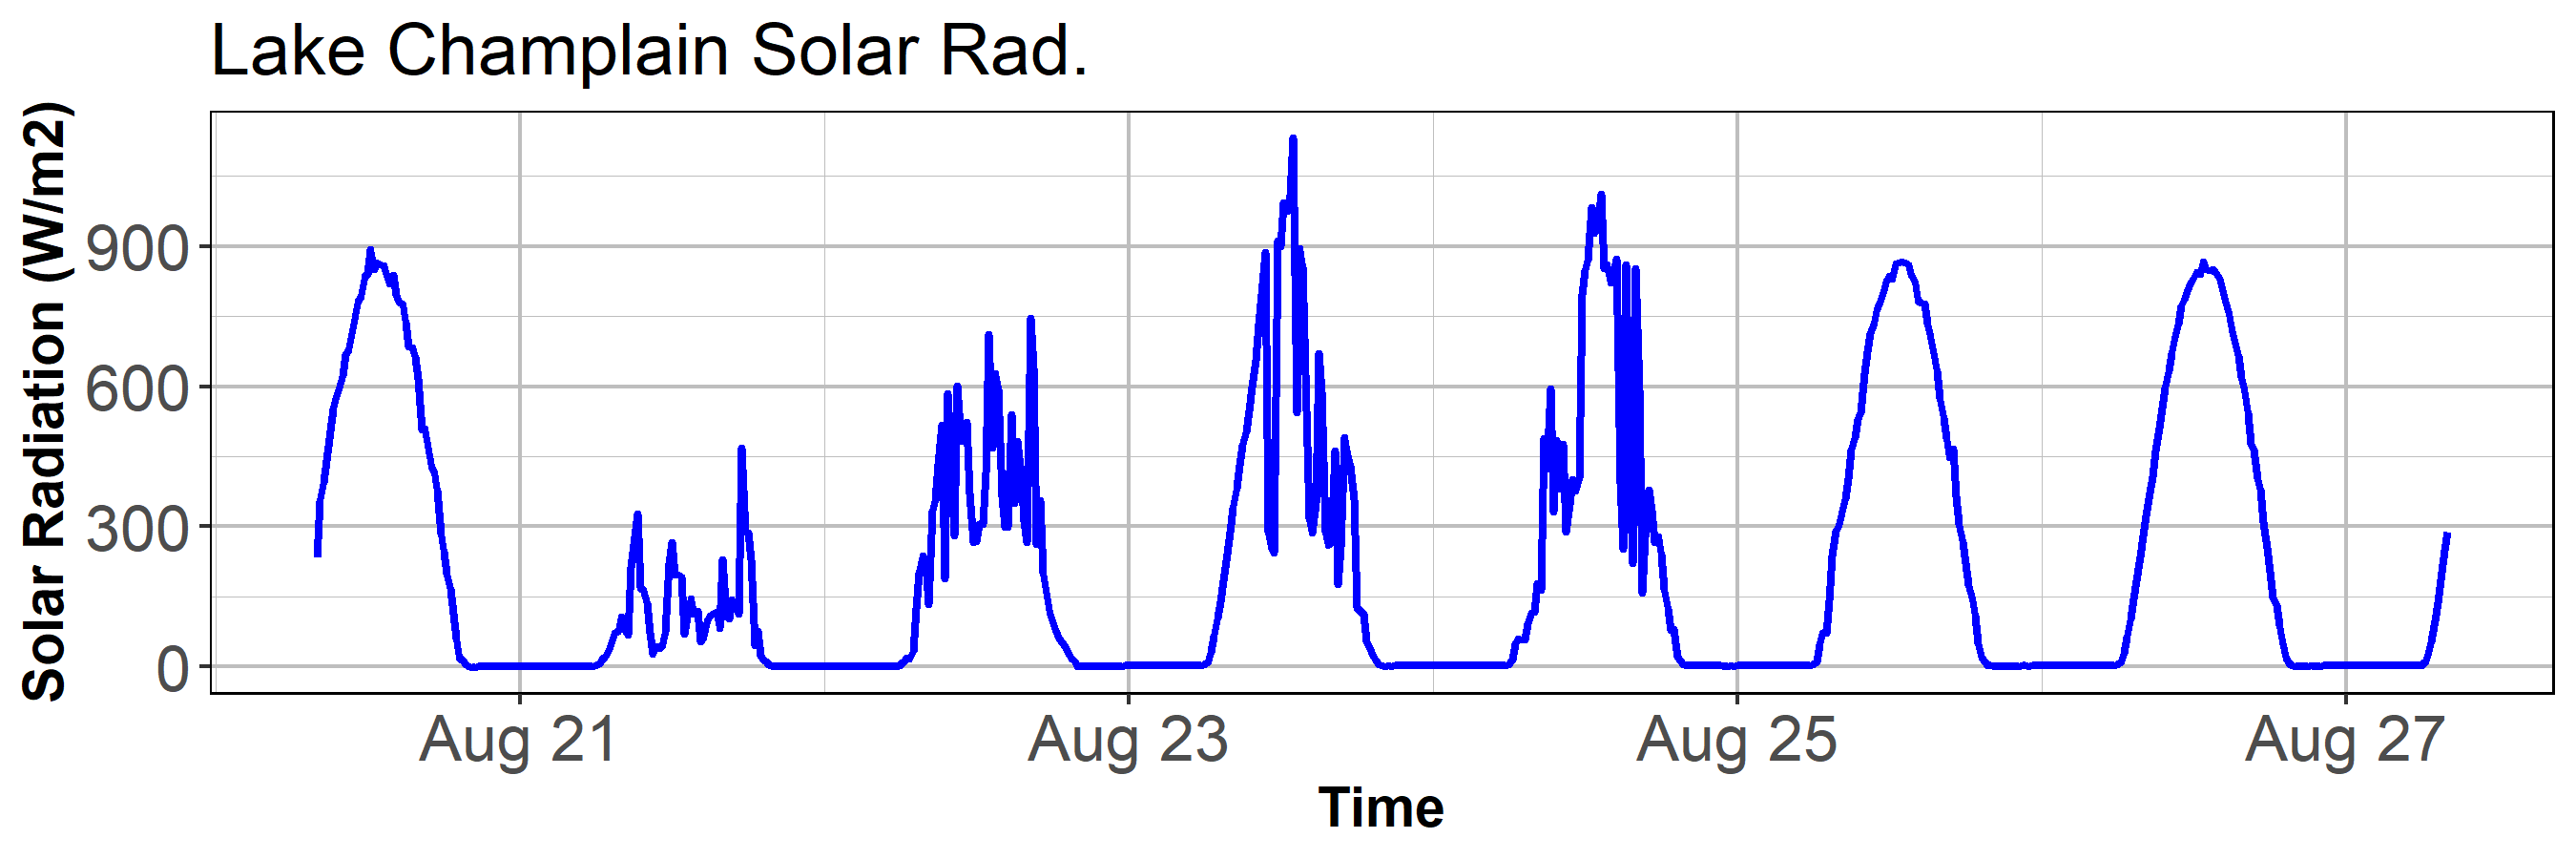 Lake Champlain Solar Rad.
Solar Radiation (W/m2)
900
600
300
0
Aug 21 Aug 23 Aug 25 Aug 27
Time